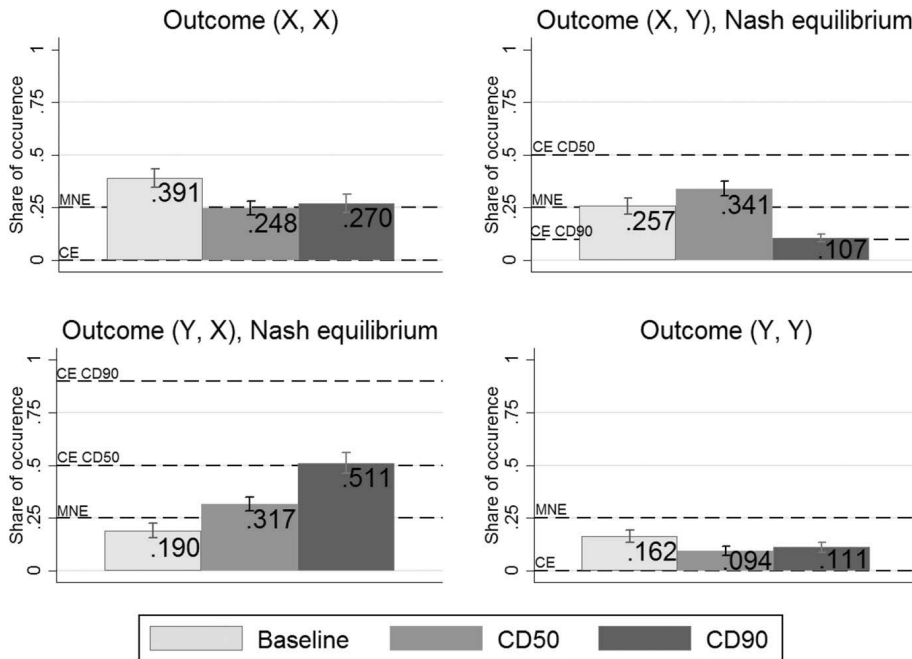 Outcome (X, X)
Share of occurence
0 .25 .5 .75 1
MNE
CE
.391
.248
.270
Outcome (X, Y), Nash equilibrium
Share of occurence
0 .25 .5 .75 1
CE CD50
MNE
CE CD90
.257
.341
.107
Outcome (Y, X), Nash equilibrium
Share of occurence
0 .25 .5 .75 1
CE CD90
CE CD50
MNE
.190
.317
.511
Outcome (Y, Y)
Share of occurence
0 .25 .5 .75 1
MNE
CE
.162
.094
.111
Baseline CD50 CD90